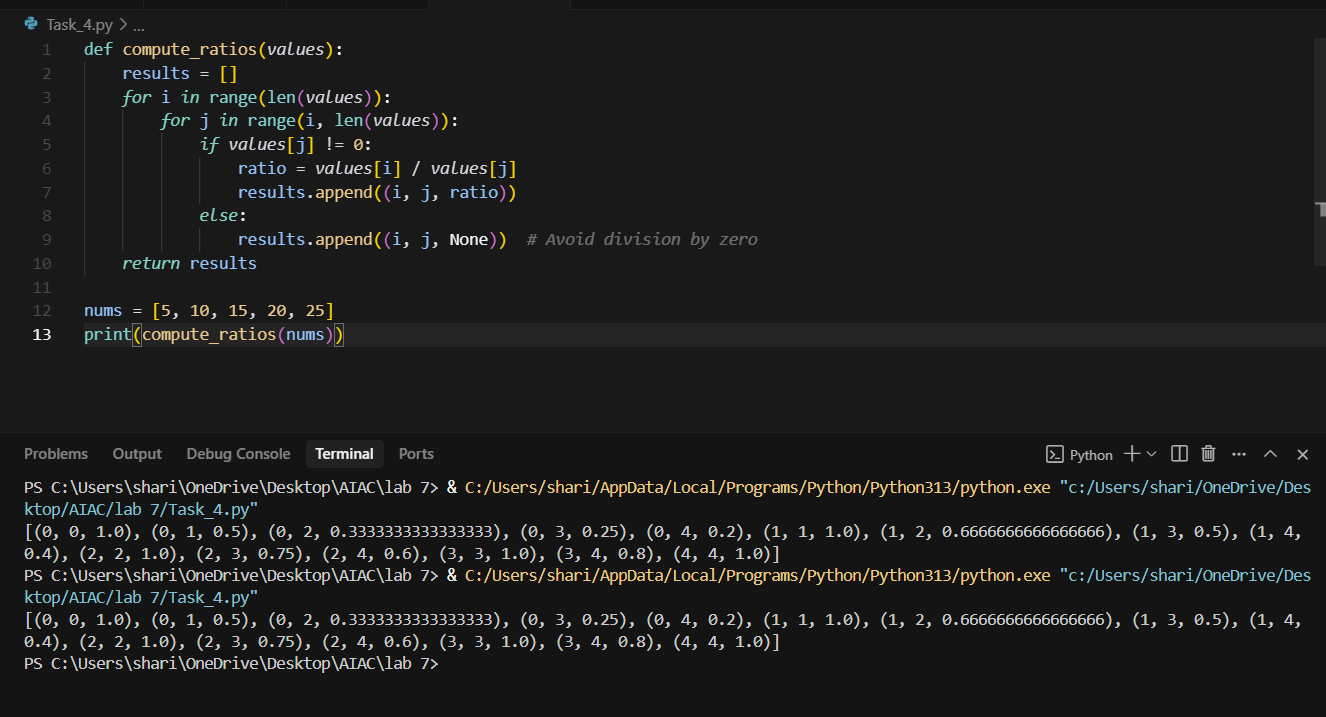 Task_4.py > ...
1 def compute_ratios(values):
2     results = []
3     for i in range(len(values)):
4         for j in range(i, len(values)):
5             if values[j] != 0:
6                 ratio = values[i] / values[j]
7                 results.append((i, j, ratio))
8             else:
9                 results.append((i, j, None))  # Avoid division by zero
10     return results
11
12 nums = [5, 10, 15, 20, 25]
13 print(compute_ratios(nums))
Problems Output Debug Console Terminal Ports Python
PS C:\Users\shari\OneDrive\Desktop\AIAC\lab 7> & C:/Users/shari/AppData/Local/Programs/Python/Python313/python.exe "c:/Users/shari/OneDrive/Des
ktop/AIAC/lab 7/Task_4.py"
[(0, 0, 1.0), (0, 1, 0.5), (0, 2, 0.3333333333333333), (0, 3, 0.25), (0, 4, 0.2), (1, 1, 1.0), (1, 2, 0.6666666666666666), (1, 3, 0.5), (1, 4,
0.4), (2, 2, 1.0), (2, 3, 0.75), (2, 4, 0.6), (3, 3, 1.0), (3, 4, 0.8), (4, 4, 1.0)]
PS C:\Users\shari\OneDrive\Desktop\AIAC\lab 7> & C:/Users/shari/AppData/Local/Programs/Python/Python313/python.exe "c:/Users/shari/OneDrive/Des
ktop/AIAC/lab 7/Task_4.py"
[(0, 0, 1.0), (0, 1, 0.5), (0, 2, 0.3333333333333333), (0, 3, 0.25), (0, 4, 0.2), (1, 1, 1.0), (1, 2, 0.6666666666666666), (1, 3, 0.5), (1, 4,
0.4), (2, 2, 1.0), (2, 3, 0.75), (2, 4, 0.6), (3, 3, 1.0), (3, 4, 0.8), (4, 4, 1.0)]
PS C:\Users\shari\OneDrive\Desktop\AIAC\lab 7>